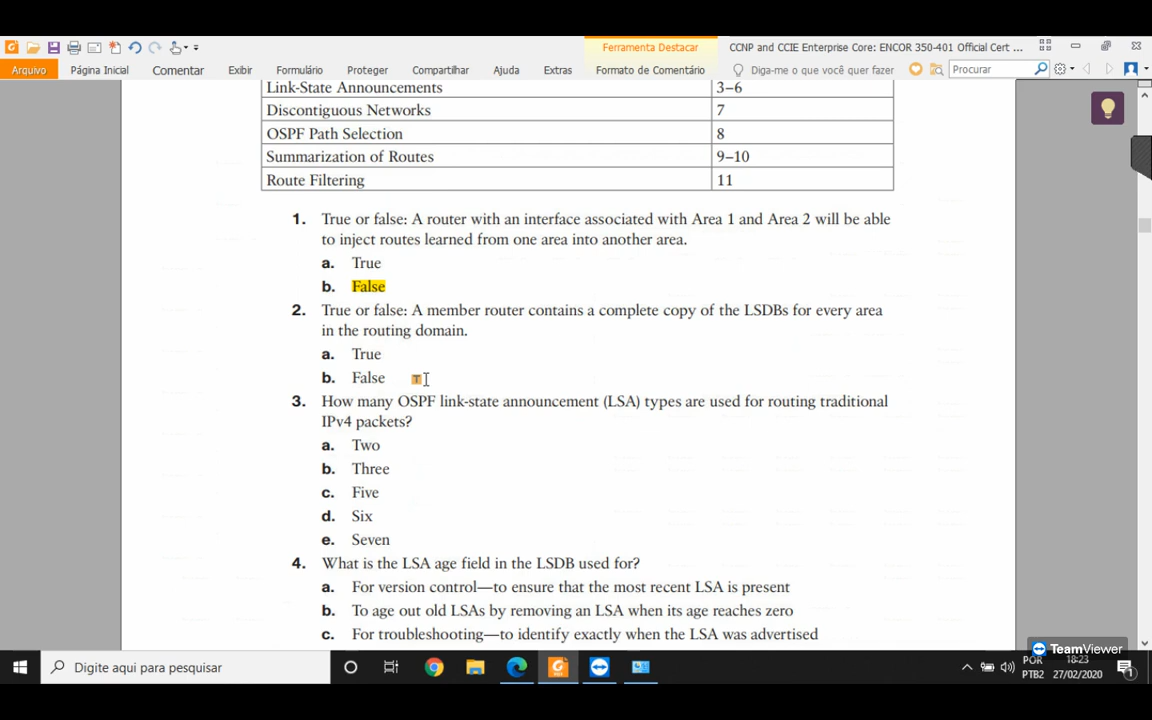 Ferramenta Destacar
CCNP and CCIE Enterprise Core: ENCOR 350-401 Official Cert ...
Arquivo Página Inicial Comentar Exibir Formulário Proteger Compartilhar Ajuda Extras Formato de Comentário Diga-me o que você quer fazer Procurar
Link-State Announcements 3–6
Discontiguous Networks 7
OSPF Path Selection 8
Summarization of Routes 9–10
Route Filtering 11
1. True or false: A router with an interface associated with Area 1 and Area 2 will be able
to inject routes learned from one area into another area.
a. True
b. False
2. True or false: A member router contains a complete copy of the LSDBs for every area
in the routing domain.
a. True
b. False
3. How many OSPF link-state announcement (LSA) types are used for routing traditional
IPv4 packets?
a. Two
b. Three
c. Five
d. Six
e. Seven
4. What is the LSA age field in the LSDB used for?
a. For version control—to ensure that the most recent LSA is present
b. To age out old LSAs by removing an LSA when its age reaches zero
c. For troubleshooting—to identify exactly when the LSA was advertised
TeamViewer
Digite aqui para pesquisar
POR
PTB2
18:23
27/02/2020
1